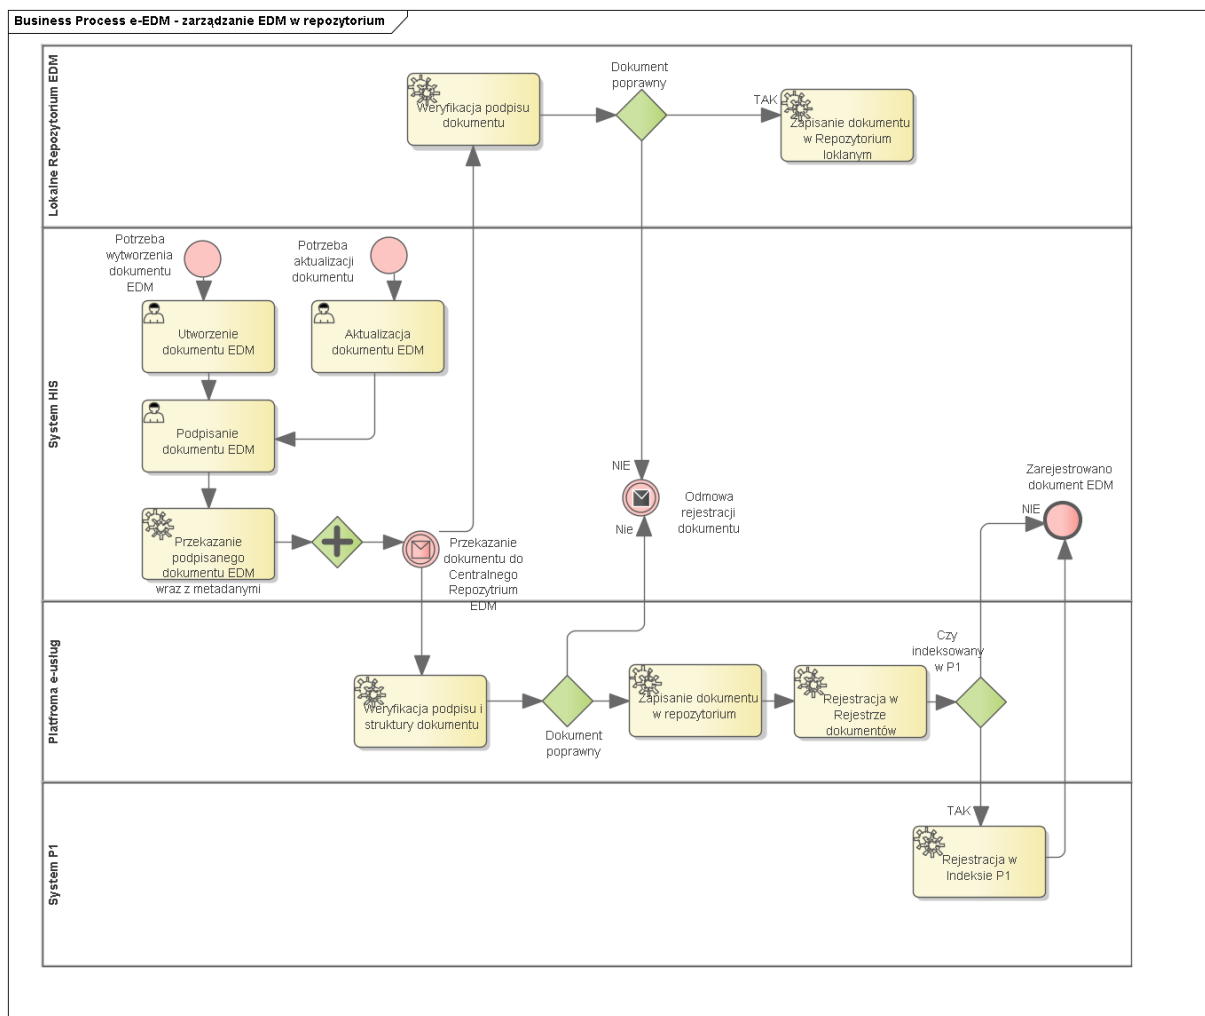 Business Process e-EDM - zarządzanie EDM w repozytorium
Lokalne Repozytorium EDM
Weryfikacja podpisu
dokumentu
Dokument
poprawny
TAK
Zapisanie dokumentu
w Repozytorium
loklanym
System HIS
Potrzeba
wytworzenia
dokumentu
EDM
Potrzeba
aktualizacji
dokumentu
Utworzenie
dokumentu EDM
Aktualizacja
dokumentu EDM
Podpisanie
dokumentu EDM
Przekazanie
podpisanego
dokumentu EDM
wraz z metadanymi
Przekazanie
dokumentu do
Centralnego
Repozytrium
EDM
NIE
Nie
Odmowa
rejestracji
dokumentu
Zarejestrowano
dokument EDM
NIE
Platfroma e-usług
Weryfikacja podpisu i
struktury dokumentu
Dokument
poprawny
Zapisanie dokumentu
w repozytorium
Rejestracja w
Rejestrze
dokumentów
Czy
indeksowany
w P1
System P1
TAK
Rejestracja w
Indeksie P1